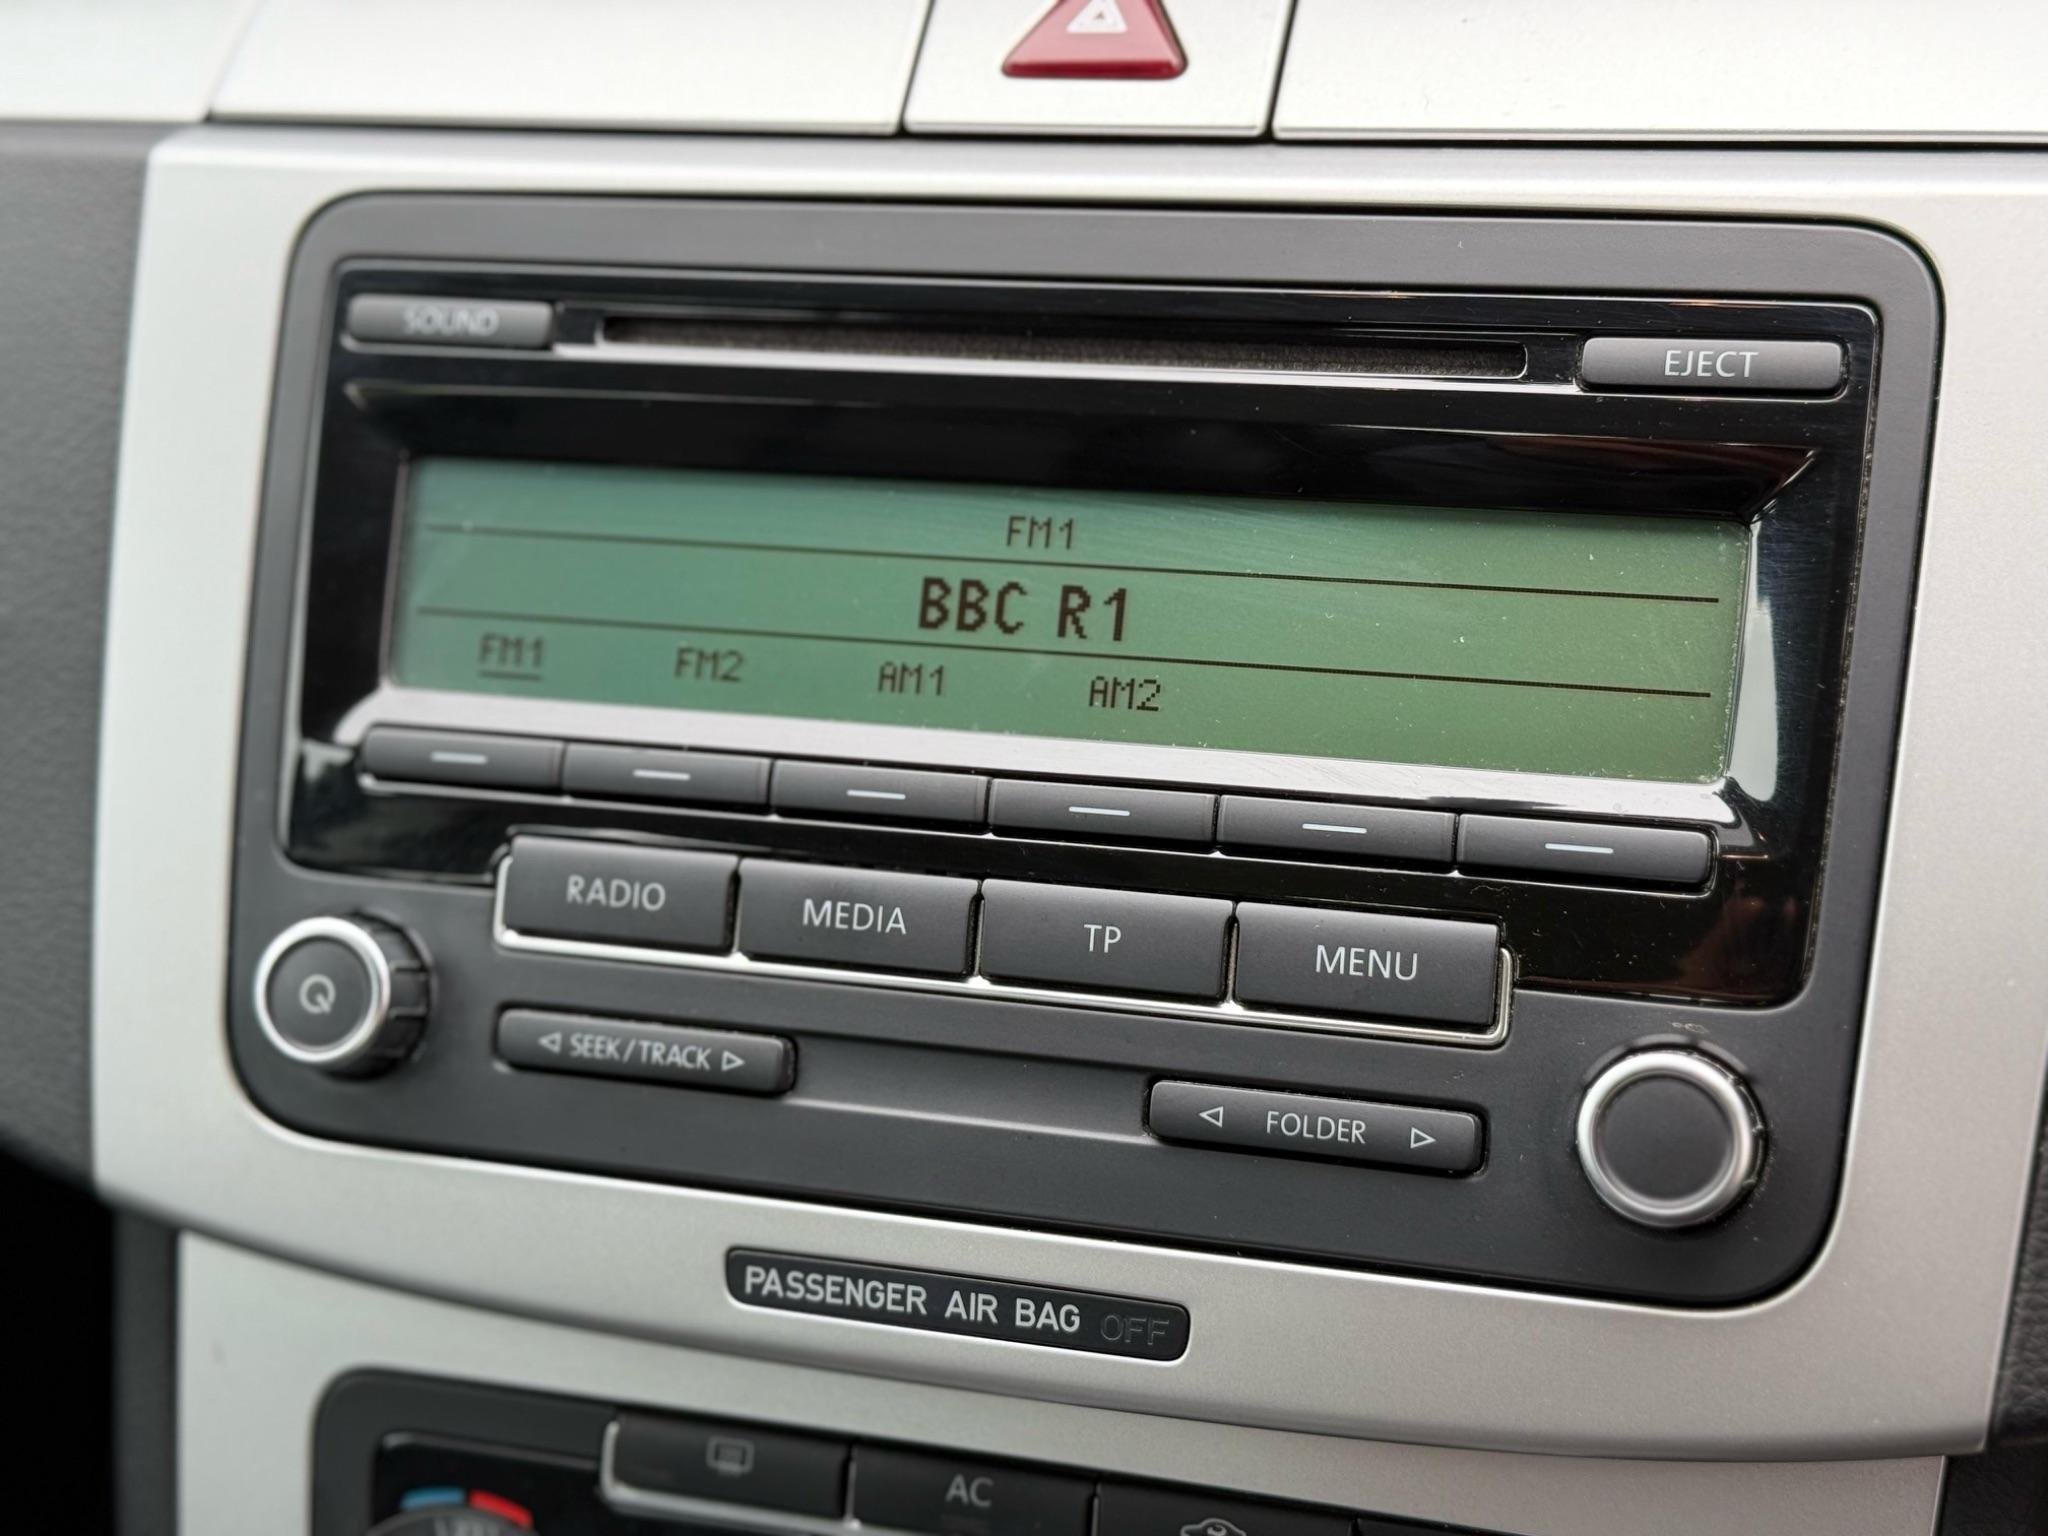 SOUND
EJECT
FM1
BBC R1
FM1 FM2 AM1 AM2
RADIO MEDIA TP MENU
◁ SEEK/TRACK ▷
◁ FOLDER ▷
PASSENGER AIR BAG OFF
AC